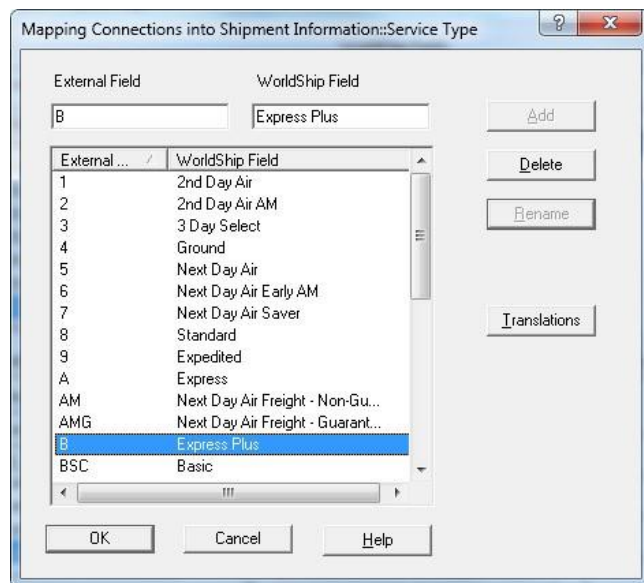 Mapping Connections into Shipment Information::Service Type
External Field WorldShip Field
B Express Plus
Add
External ... WorldShip Field
Delete
1 2nd Day Air
2 2nd Day Air AM
3 3 Day Select
Rename
4 Ground
5 Next Day Air
6 Next Day Air Early AM
7 Next Day Air Saver
Translations
8 Standard
9 Expedited
A Express
AM Next Day Air Freight - Non-Gu...
AMG Next Day Air Freight - Guarant...
B Express Plus
BSC Basic
OK Cancel Help